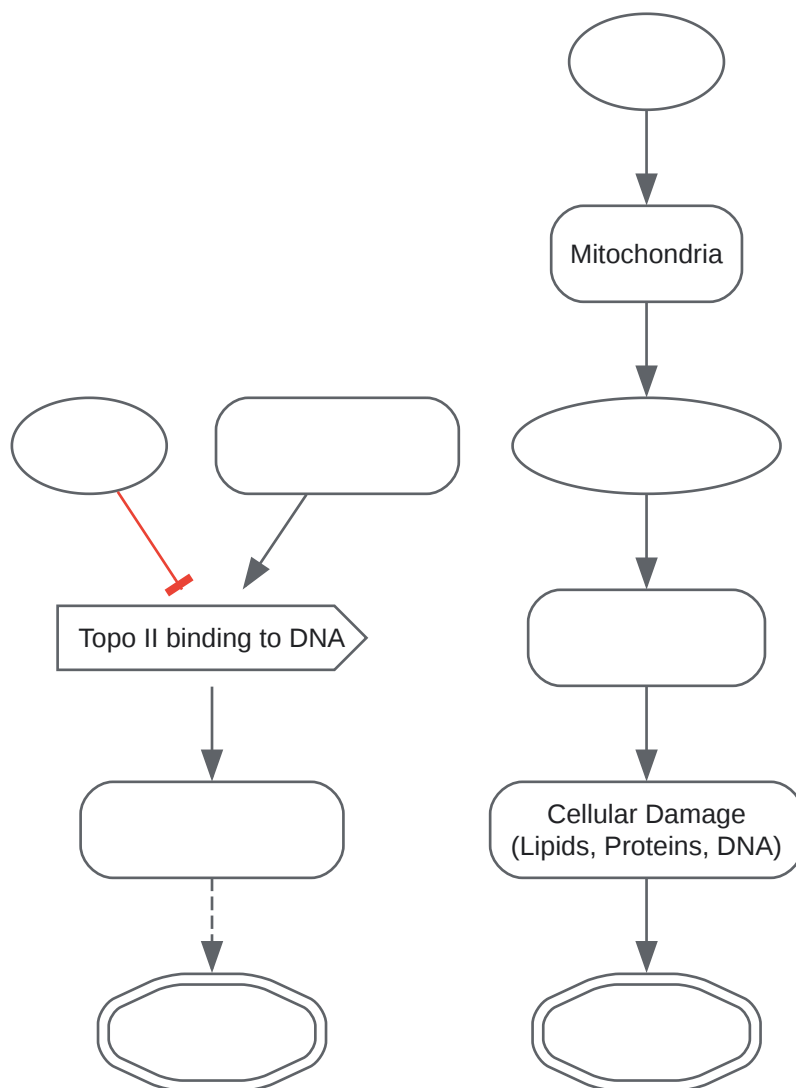 Mitochondria
Topo II binding to DNA
Cellular Damage
(Lipids, Proteins, DNA)